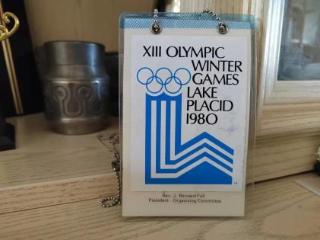 XIII OLYMPIC
WINTER
GAMES
LAKE
PLACID
1980
Rev. J. Bernard Fell
President Organizing Committee